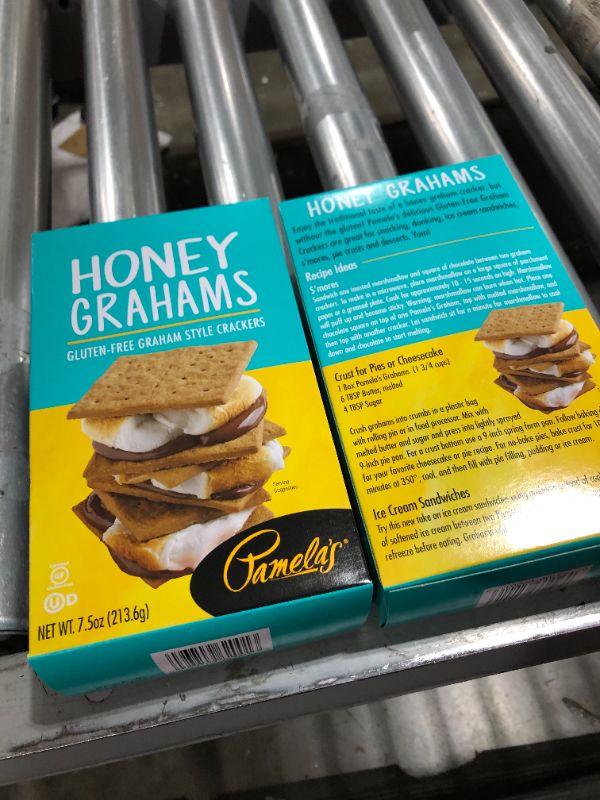 HONEY
GRAHAMS
GLUTEN-FREE GRAHAM STYLE CRACKERS
Serving
Suggestion
GF
U D
NET WT. 7.5oz (213.6g)
Pamela's
HONEY GRAHAMS
Enjoy the traditional taste of a honey graham cracker, but
without the gluten! Pamela's delicious Gluten-Free Graham
Crackers are great for snacking, dunking, ice cream sandwiches,
s'mores, pie crusts and desserts. Yum!
Recipe Ideas
S'mores
Sandwich one toasted marshmallow and square of chocolate between two graham
crackers. To make in a microwave, place marshmallow on a large square of parchment
paper or a greased plate. Cook for approximately 10 - 15 seconds on high. Marshmallow
will puff up and become sticky. Warning: marshmallow can burn when hot. Place one
chocolate square on top of one Pamela's Graham, top with melted marshmallow, and
then top with another cracker. Let sandwich sit for a minute for marshmallow to cool
down and chocolate to start melting.
Crust for Pies or Cheesecake
1 Box Pamela's Grahams (1 3/4 cups)
6 TBSP Butter, melted
4 TBSP Sugar
Crush grahams into crumbs in a plastic bag
with rolling pin or in food processor. Mix with
melted butter and sugar and press into lightly sprayed
9-inch pie pan. For a crust bottom use a 9-inch spring form pan. Follow baking
for your favorite cheesecake or pie recipe. For no-bake pies, bake crust for 10
minutes at 350°, cool, and then fill with pie filling, pudding or ice cream.
Ice Cream Sandwiches
Try this new take on ice cream sandwiches
of softened ice cream between two
refreeze before eating. Grahams